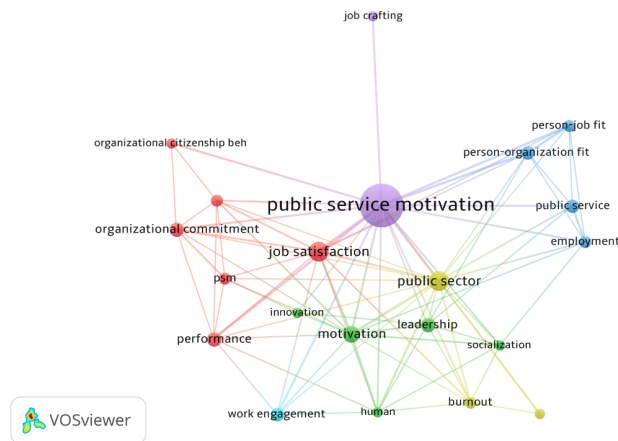 job crafting
person-job fit
organizational citizenship beh
person-organization fit
public service motivation
public service
organizational commitment
employment
job satisfaction
psm
public sector
innovation
leadership
performance
motivation
socialization
work engagement
human
burnout
VOSviewer